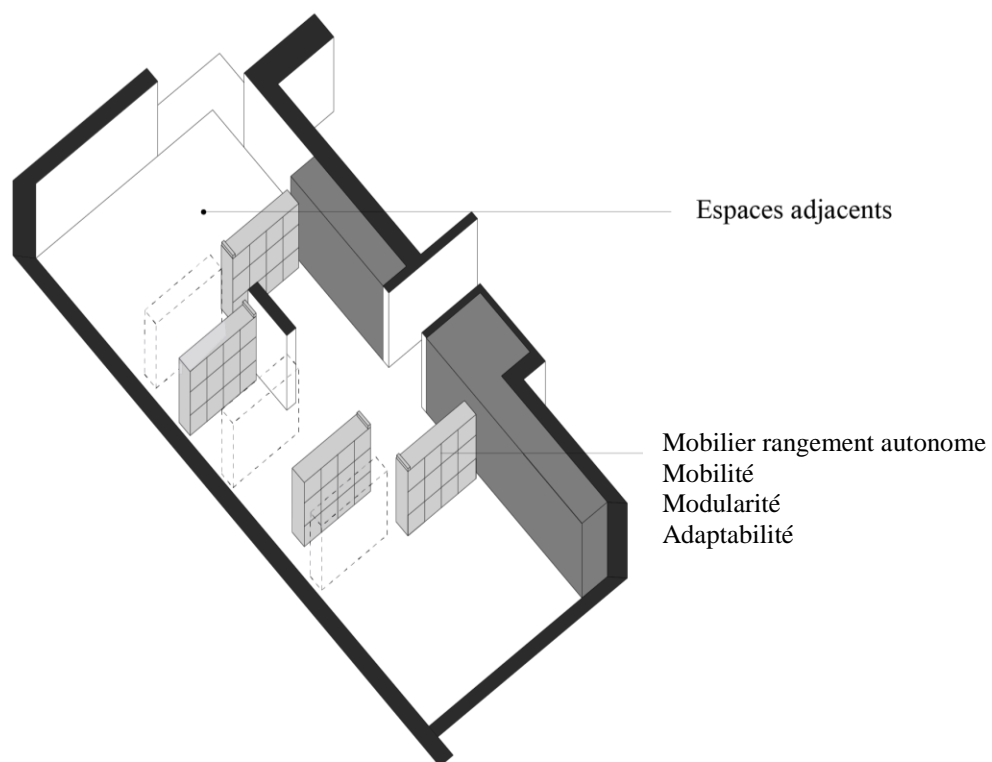 Espaces adjacents
Mobilier rangement autonome
Mobilité
Modularité
Adaptabilité